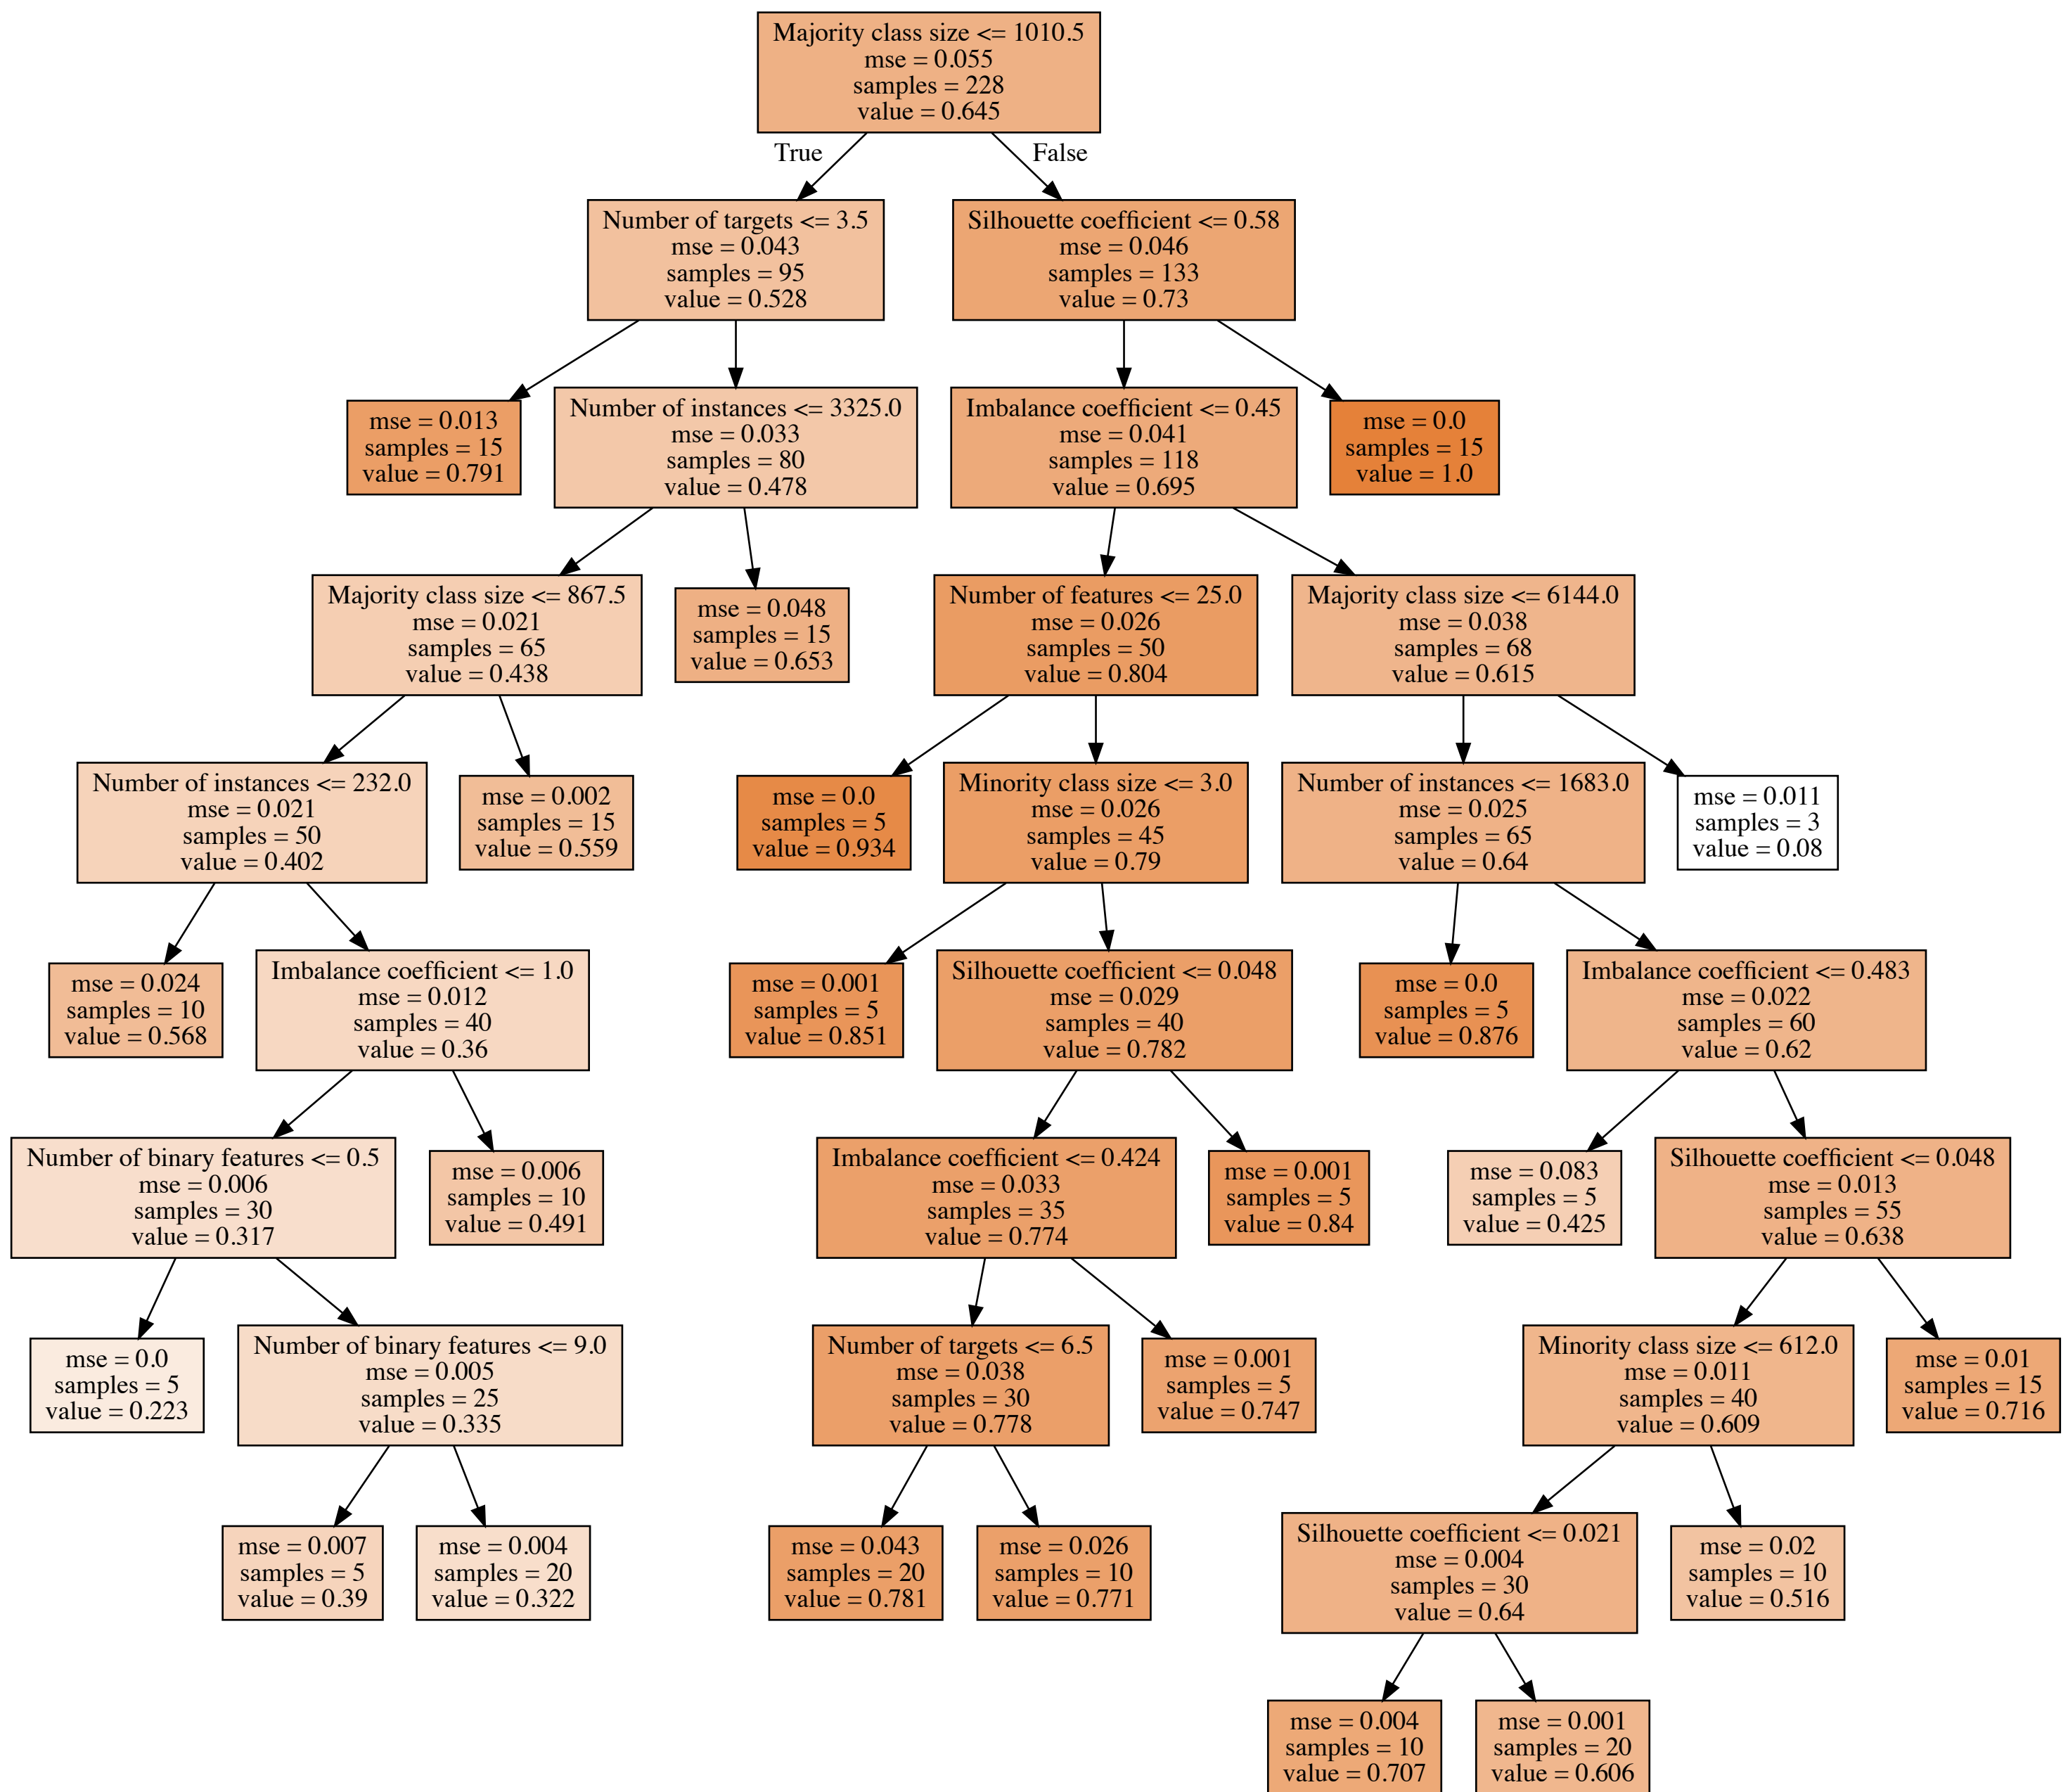 Majority class size <= 1010.5
mse = 0.055
samples = 228
value = 0.645
True
False
Number of targets <= 3.5
mse = 0.043
samples = 95
value = 0.528
Silhouette coefficient <= 0.58
mse = 0.046
samples = 133
value = 0.73
mse = 0.013
samples = 15
value = 0.791
Number of instances <= 3325.0
mse = 0.033
samples = 80
value = 0.478
Imbalance coefficient <= 0.45
mse = 0.041
samples = 118
value = 0.695
mse = 0.0
samples = 15
value = 1.0
Majority class size <= 867.5
mse = 0.021
samples = 65
value = 0.438
mse = 0.048
samples = 15
value = 0.653
Number of features <= 25.0
mse = 0.026
samples = 50
value = 0.804
Majority class size <= 6144.0
mse = 0.038
samples = 68
value = 0.615
Number of instances <= 232.0
mse = 0.021
samples = 50
value = 0.402
mse = 0.002
samples = 15
value = 0.559
mse = 0.0
samples = 5
value = 0.934
Minority class size <= 3.0
mse = 0.026
samples = 45
value = 0.79
Number of instances <= 1683.0
mse = 0.025
samples = 65
value = 0.64
mse = 0.011
samples = 3
value = 0.08
mse = 0.024
samples = 10
value = 0.568
Imbalance coefficient <= 1.0
mse = 0.012
samples = 40
value = 0.36
mse = 0.001
samples = 5
value = 0.851
Silhouette coefficient <= 0.048
mse = 0.029
samples = 40
value = 0.782
mse = 0.0
samples = 5
value = 0.876
Imbalance coefficient <= 0.483
mse = 0.022
samples = 60
value = 0.62
Number of binary features <= 0.5
mse = 0.006
samples = 30
value = 0.317
mse = 0.006
samples = 10
value = 0.491
Imbalance coefficient <= 0.424
mse = 0.033
samples = 35
value = 0.774
mse = 0.001
samples = 5
value = 0.84
mse = 0.083
samples = 5
value = 0.425
Silhouette coefficient <= 0.048
mse = 0.013
samples = 55
value = 0.638
mse = 0.0
samples = 5
value = 0.223
Number of binary features <= 9.0
mse = 0.005
samples = 25
value = 0.335
Number of targets <= 6.5
mse = 0.038
samples = 30
value = 0.778
mse = 0.001
samples = 5
value = 0.747
Minority class size <= 612.0
mse = 0.011
samples = 40
value = 0.609
mse = 0.01
samples = 15
value = 0.716
mse = 0.007
samples = 5
value = 0.39
mse = 0.004
samples = 20
value = 0.322
mse = 0.043
samples = 20
value = 0.781
mse = 0.026
samples = 10
value = 0.771
Silhouette coefficient <= 0.021
mse = 0.004
samples = 30
value = 0.64
mse = 0.02
samples = 10
value = 0.516
mse = 0.004
samples = 10
value = 0.707
mse = 0.001
samples = 20
value = 0.606